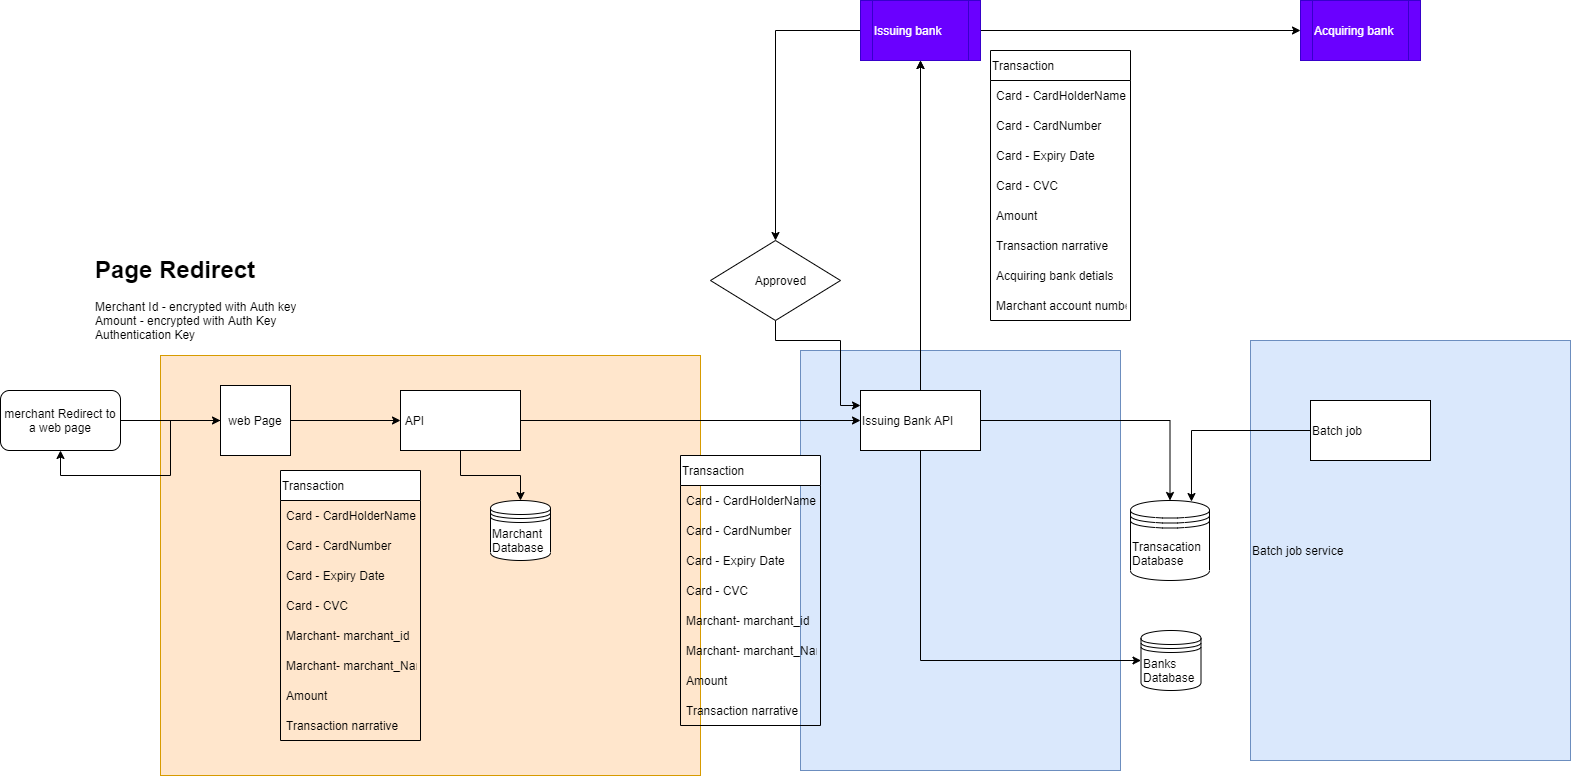 Issuing bank
Acquiring bank
Transaction
Card - CardHolderName
Card - CardNumber
Card - Expiry Date
Card - CVC
Amount
Transaction narrative
Acquiring bank detials
Marchant account numbe
Approved
Page Redirect
Merchant Id - encrypted with Auth key
Amount - encrypted with Auth Key
Authentication Key
merchant Redirect to
a web page
web Page
API
Issuing Bank API
Batch job
Transaction
Card - CardHolderName
Card - CardNumber
Card - Expiry Date
Card - CVC
Marchant- marchant_id
Marchant- marchant_Na
Amount
Transaction narrative
Marchant
Database
Transaction
Card - CardHolderName
Card - CardNumber
Card - Expiry Date
Card - CVC
Marchant- marchant_id
Marchant- marchant_Na
Amount
Transaction narrative
Transacation
Database
Batch job service
Banks
Database